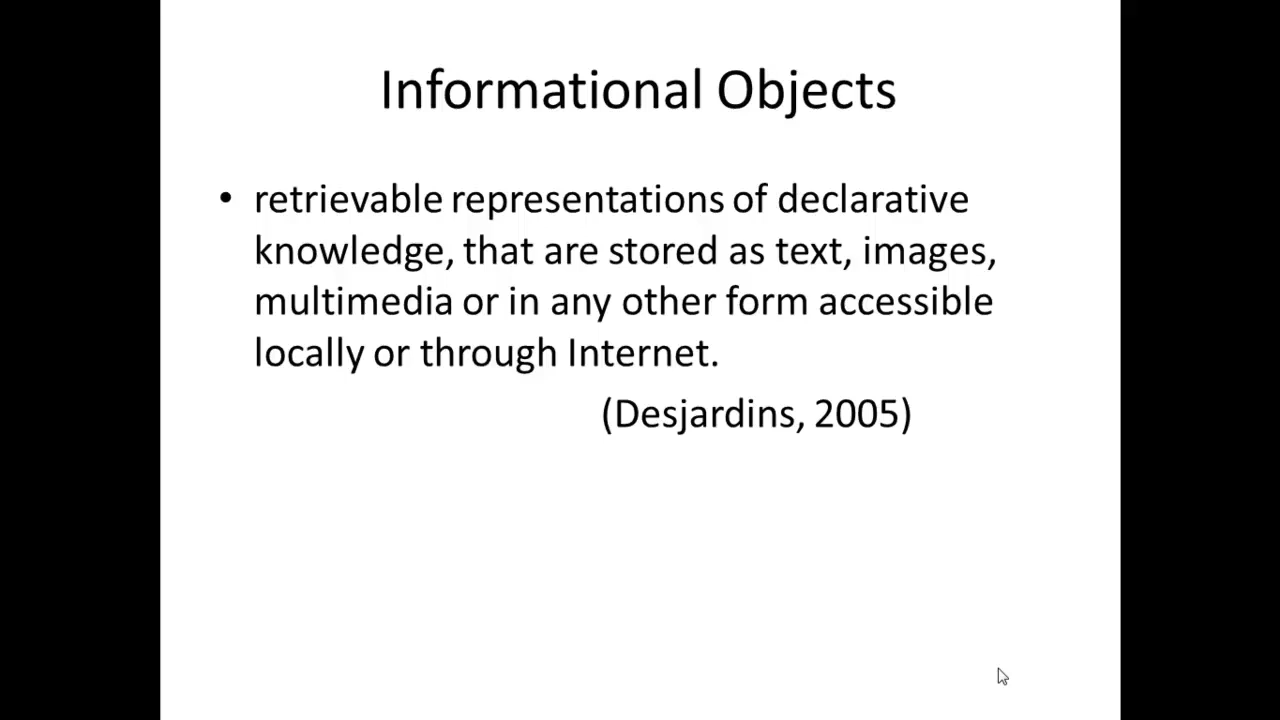 Informational Objects
• retrievable representations of declarative
knowledge, that are stored as text, images,
multimedia or in any other form accessible
locally or through Internet.
(Desjardins, 2005)